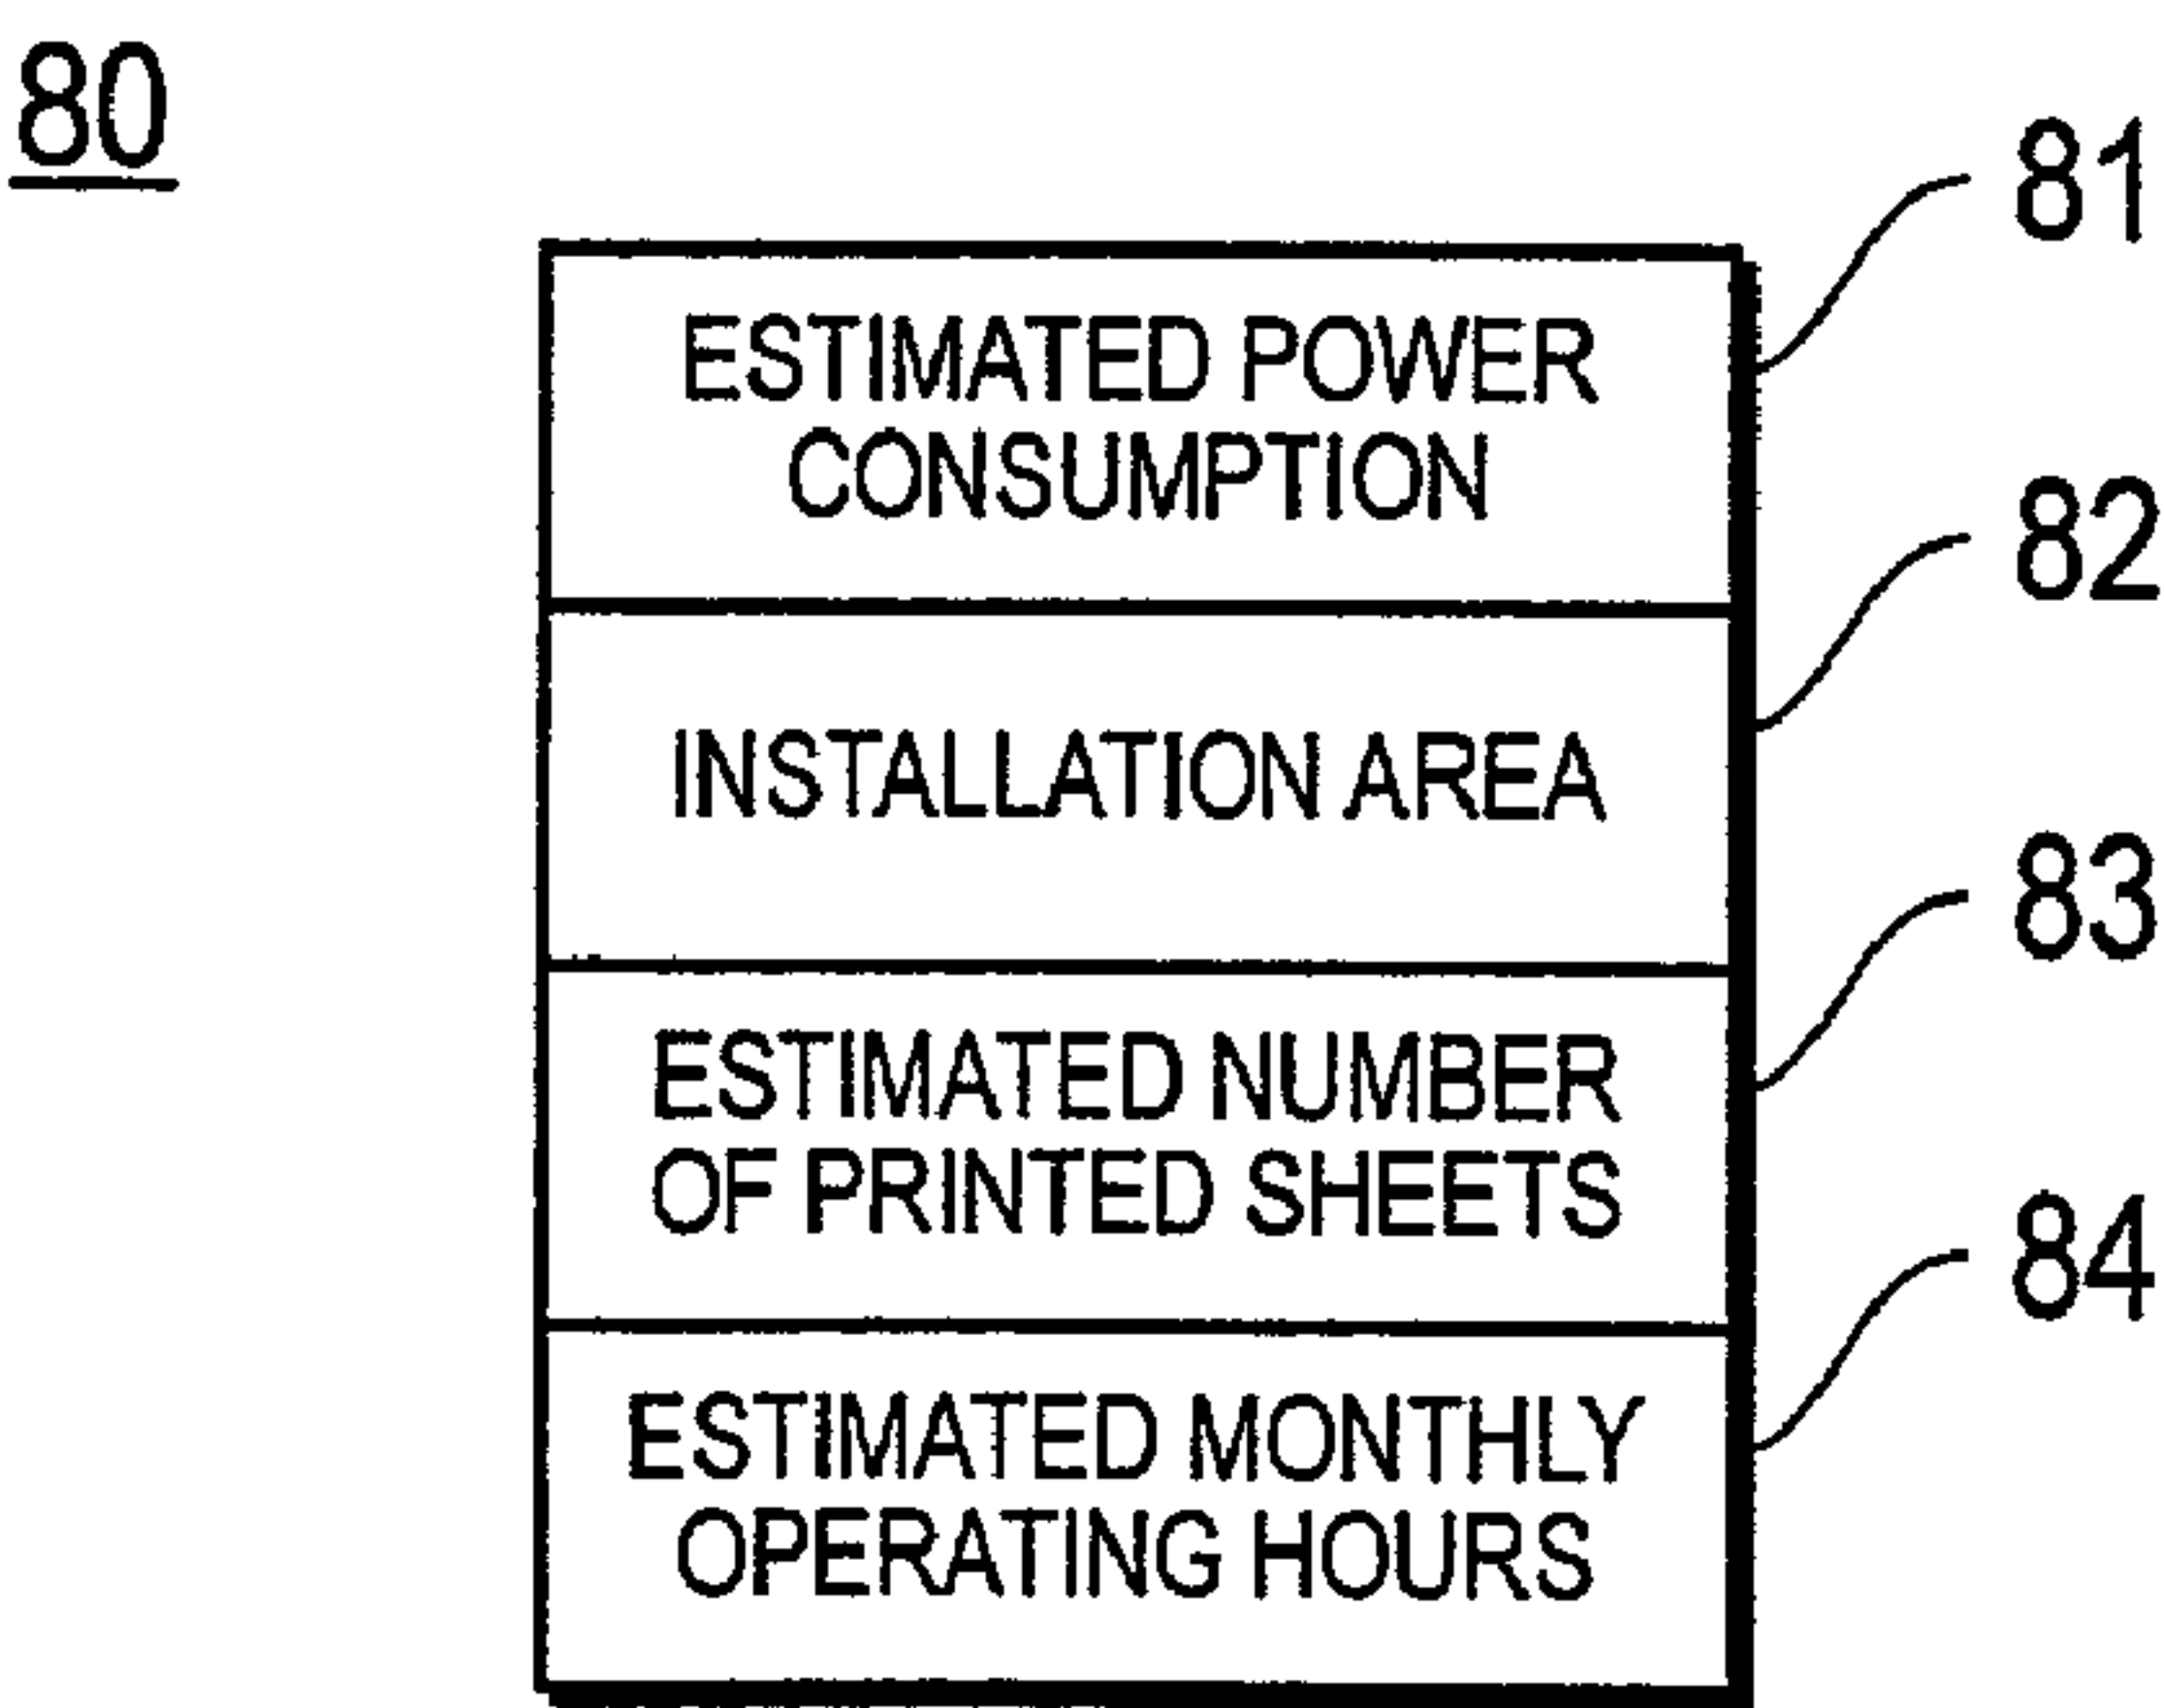 80
81
ESTIMATED POWER
CONSUMPTION
82
INSTALLATION AREA
83
ESTIMATED NUMBER
OF PRINTED SHEETS
84
ESTIMATED MONTHLY
OPERATING HOURS